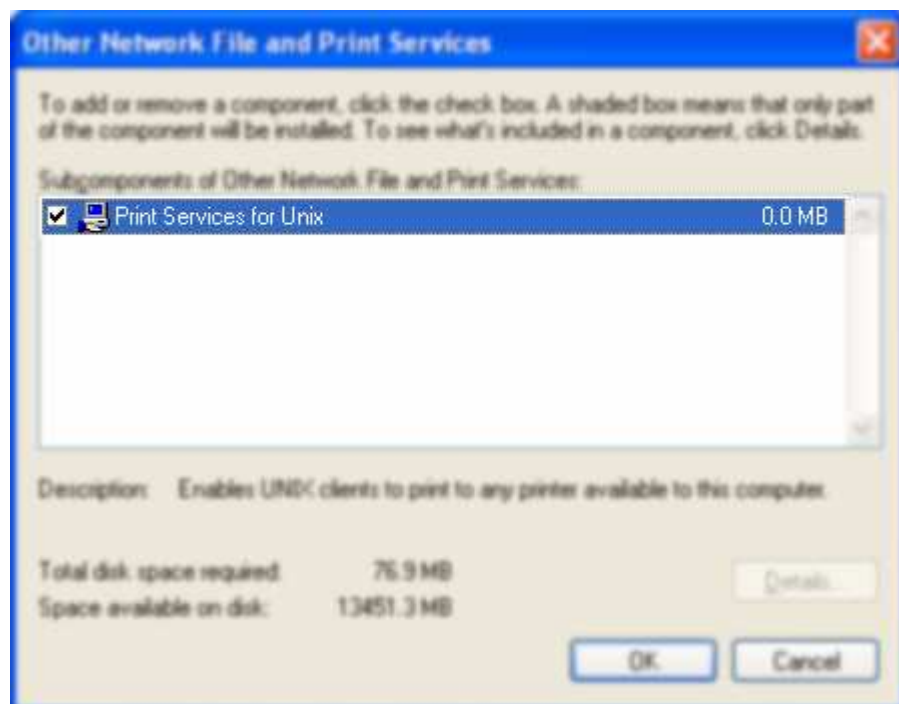 Other Network File and Print Services
To add or remove a component, click the check box. A shaded box means that only part
of the component will be installed. To see what's included in a component, click Details.
Subcomponents of Other Network File and Print Services:
Print Services for Unix 0.0 MB
Description: Enables UNIX clients to print to any printer available to this computer.
Total disk space required: 76.9 MB
Details...
Space available on disk: 13451.3 MB
OK Cancel